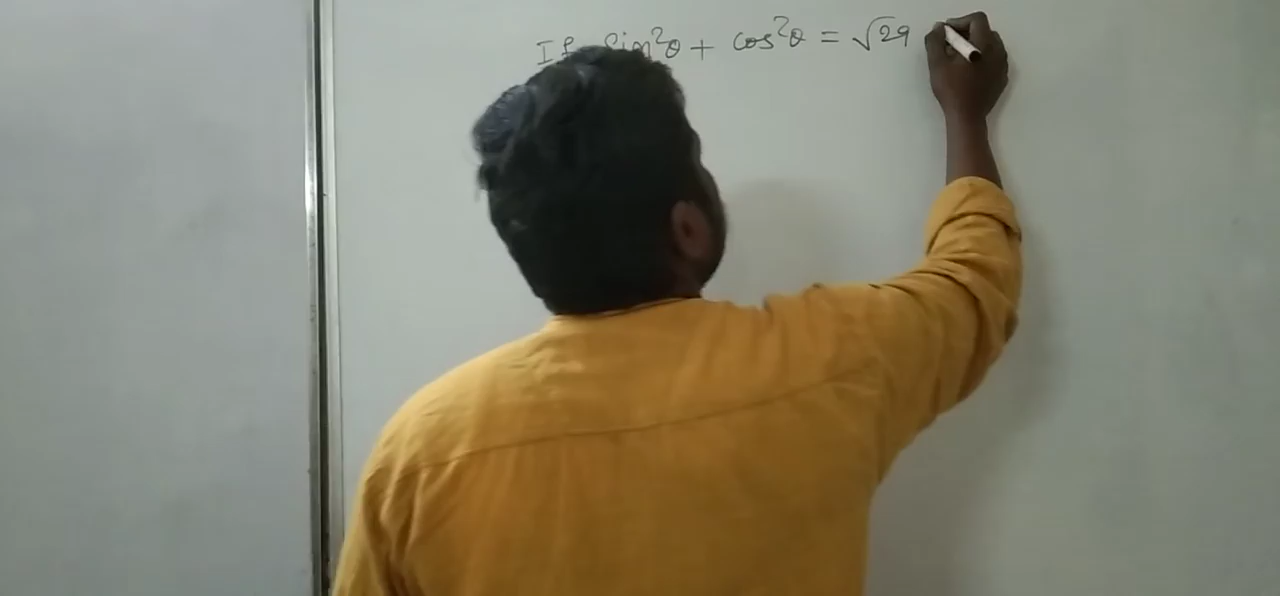 If sin²θ + cos²θ = √29